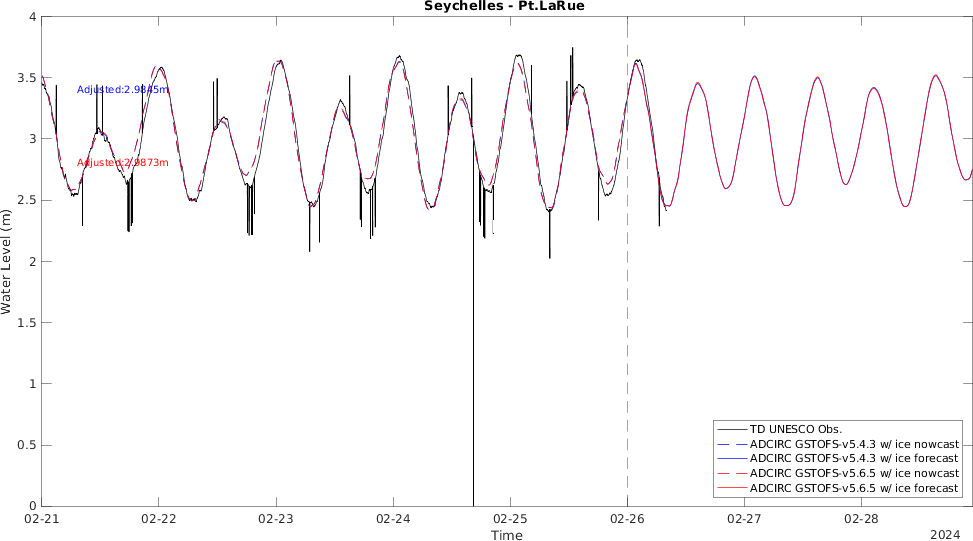 Seychelles - Pt.LaRue
4
3.5
3
2.5
2
1.5
1
0.5
0
Water Level (m)
Adjusted:2.9845m
Adjusted:2.9873m
TD UNESCO Obs.
ADCIRC GSTOFS-v5.4.3 w/ ice nowcast
ADCIRC GSTOFS-v5.4.3 w/ ice forecast
ADCIRC GSTOFS-v5.6.5 w/ ice nowcast
ADCIRC GSTOFS-v5.6.5 w/ ice forecast
02-21 02-22 02-23 02-24 02-25 02-26 02-27 02-28
Time
2024